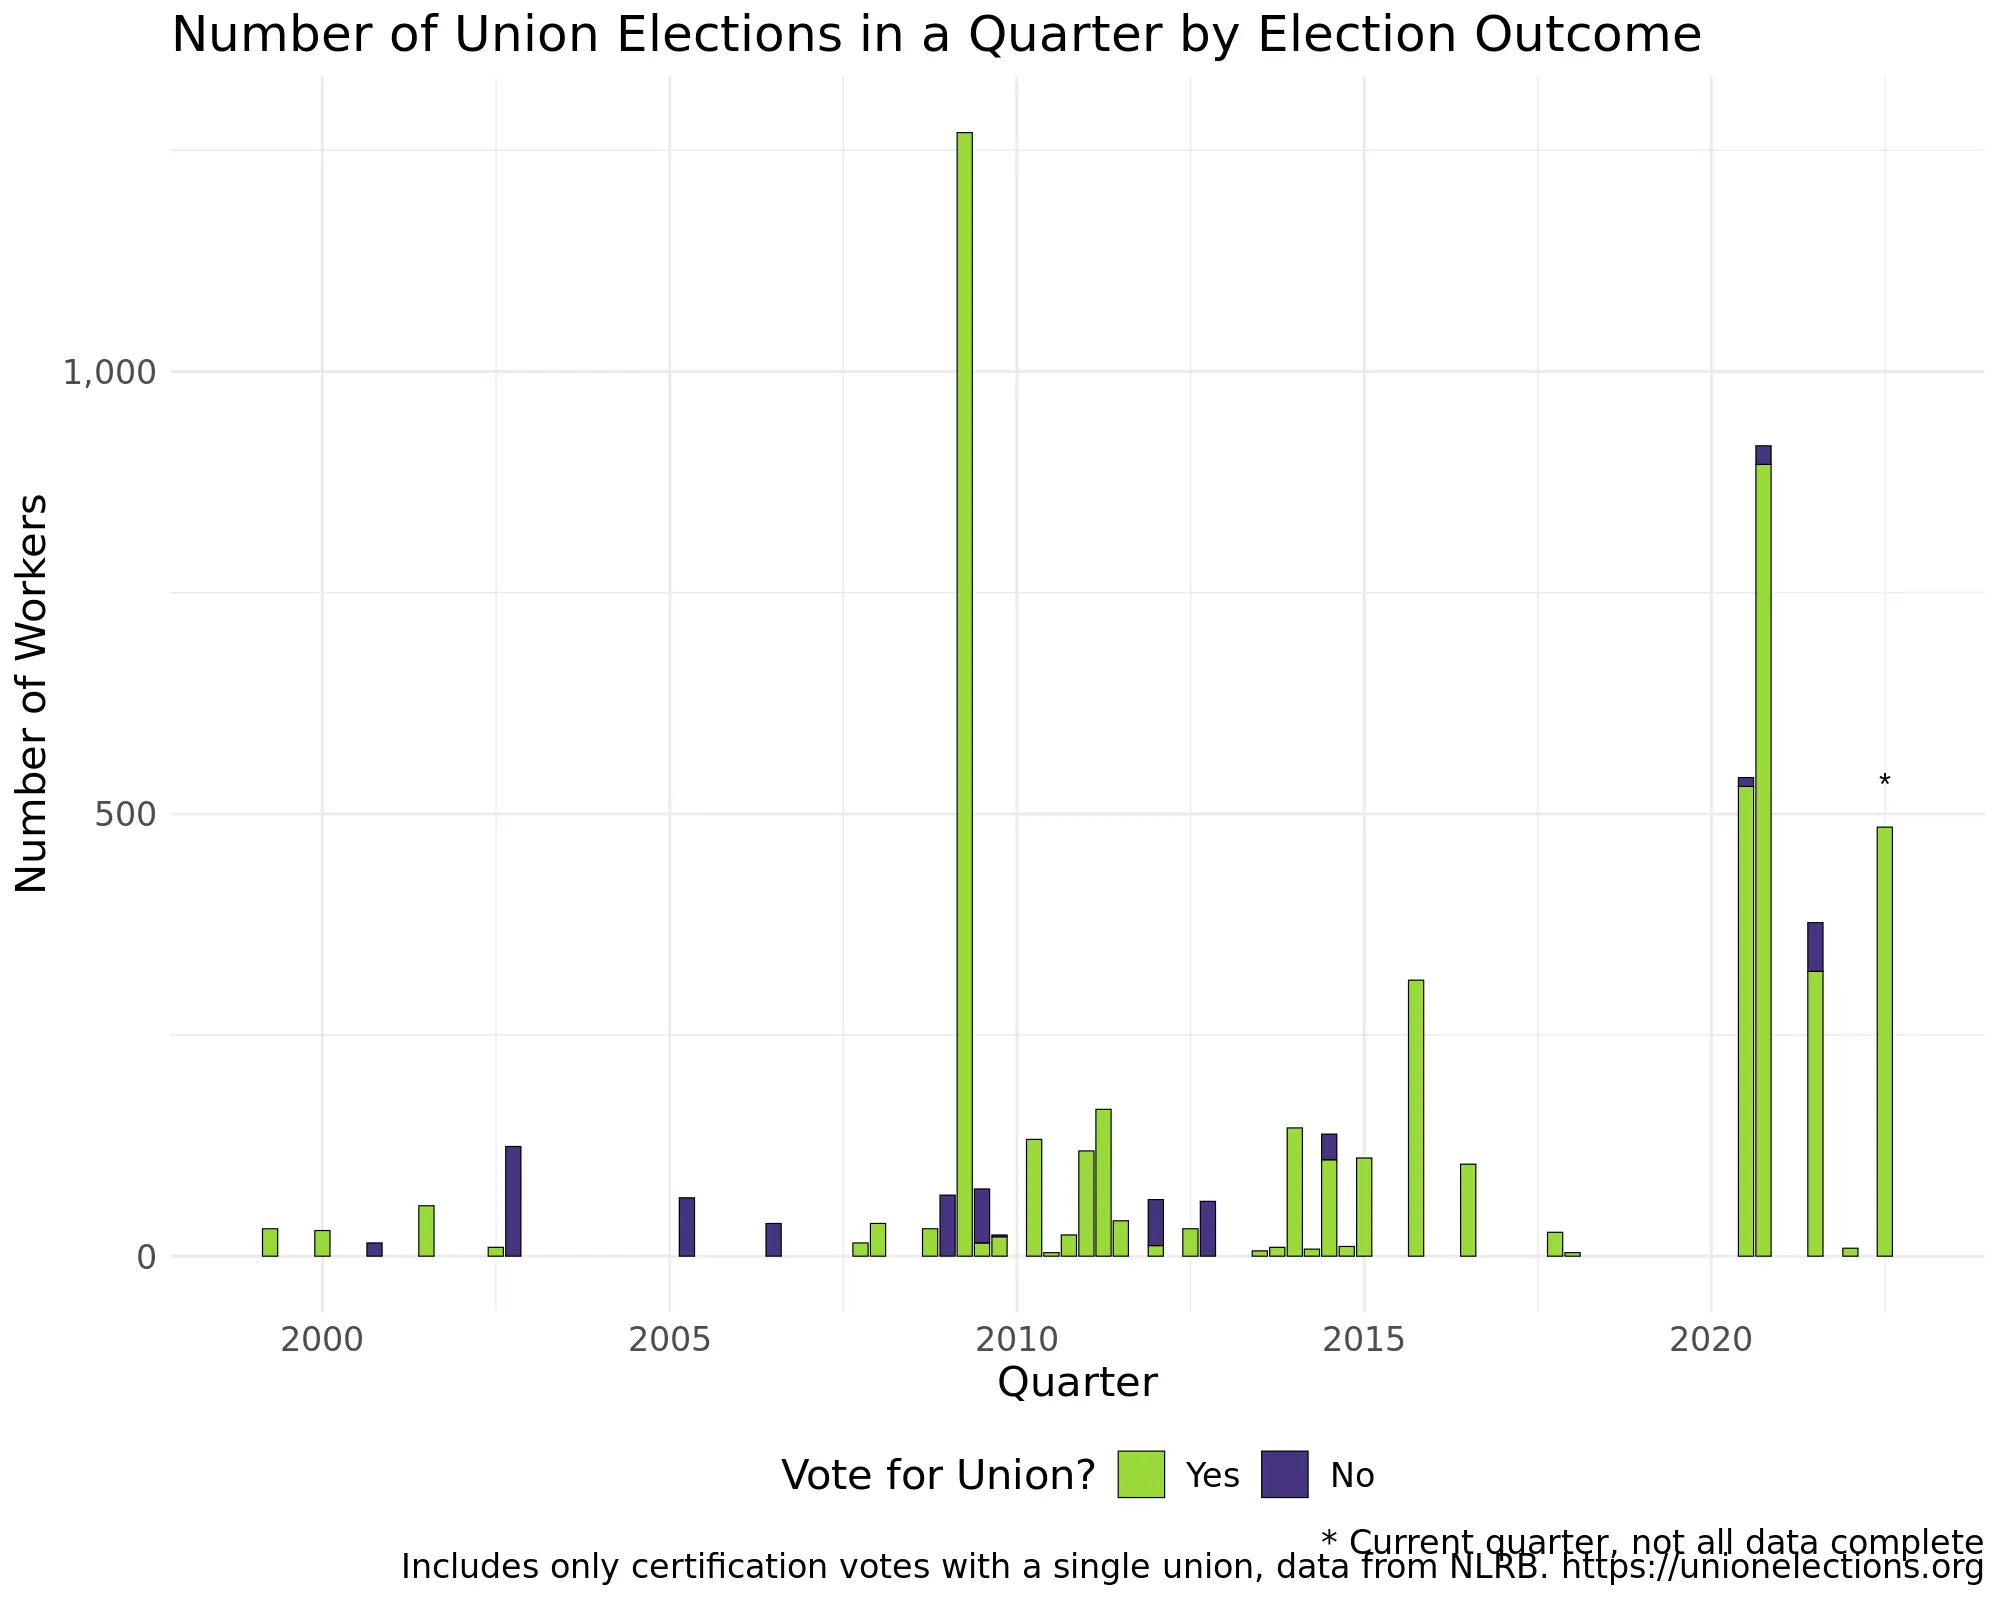 Number of Union Elections in a Quarter by Election Outcome
Number of Workers
1,000
500
0
*
2000 2005 2010 2015 2020
Quarter
Vote for Union? Yes No
* Current quarter, not all data complete
Includes only certification votes with a single union, data from NLRB. https://unionelections.org